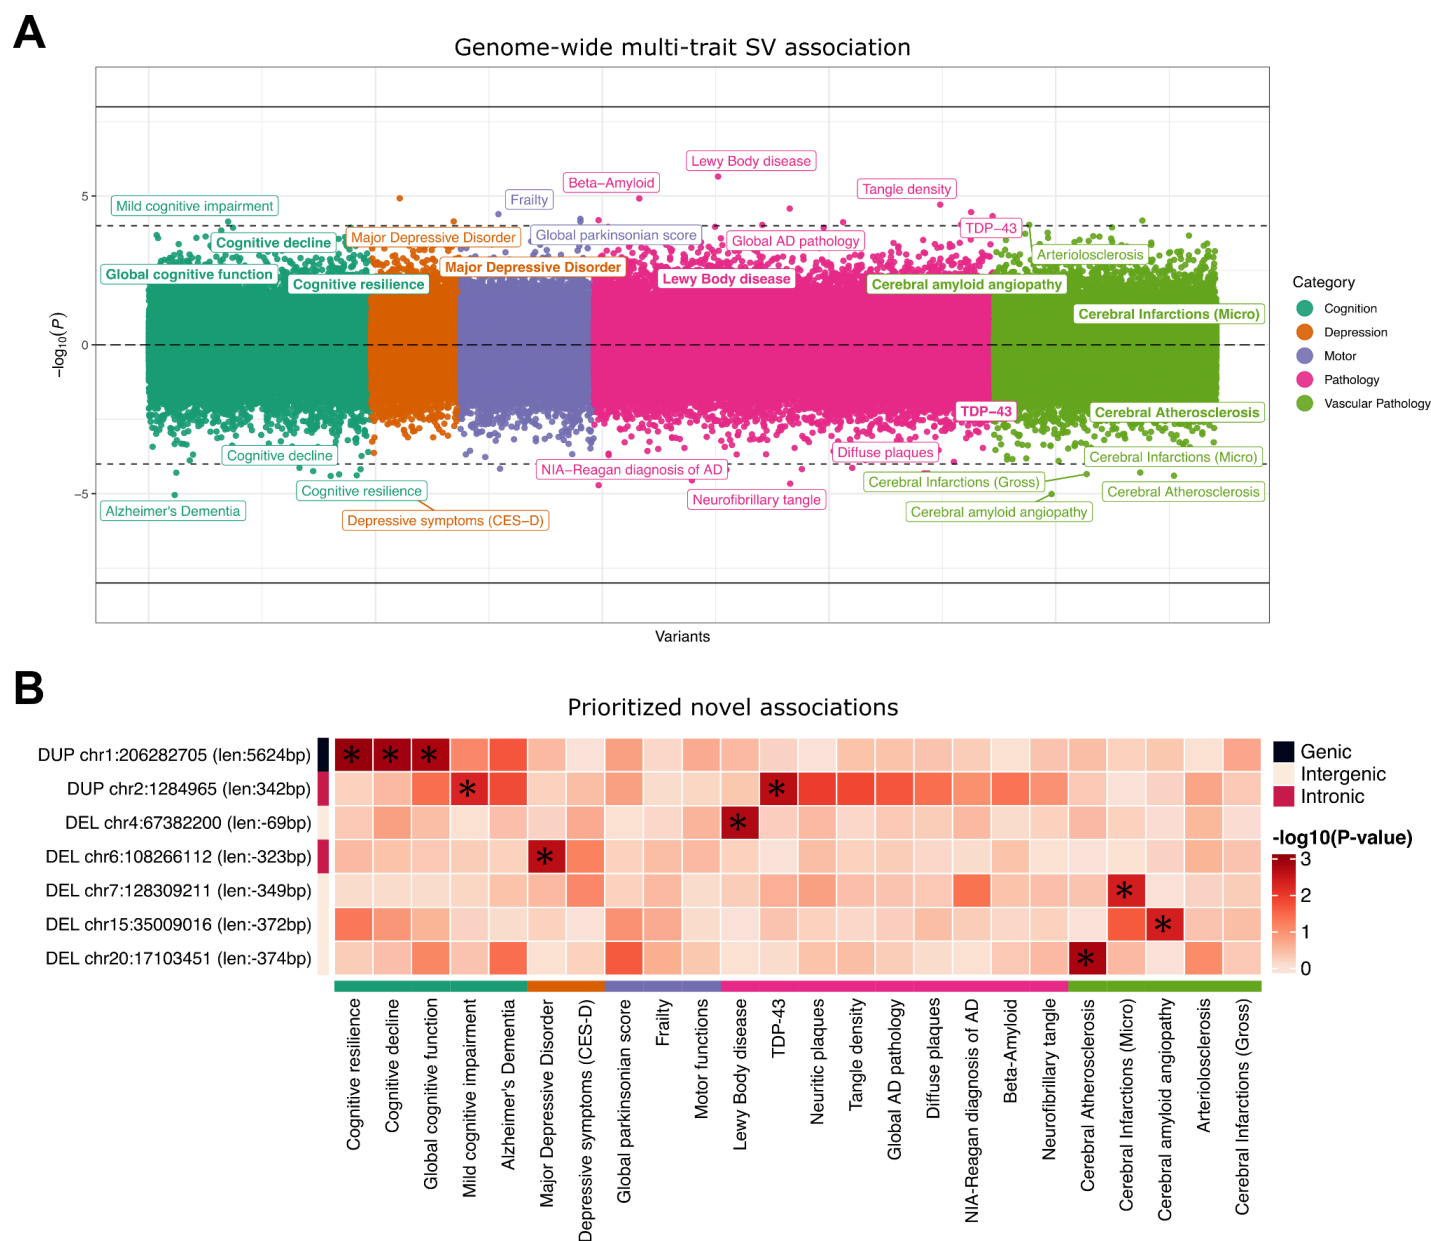 A
Genome-wide multi-trait SV association
Lewy Body disease
Beta−Amyloid
Tangle density
Frailty
Mild cognitive impairment
5
TDP−43
Global parkinsonian score
Major Depressive Disorder
Global AD pathology
Cognitive decline
Arteriolosclerosis
Major Depressive Disorder
Global cognitive function
Lewy Body disease
Cognitive resilience
Cerebral amyloid angiopathy
Cerebral Infarctions (Micro)
0
−log10(P)
TDP−43
Cerebral Atherosclerosis
Diffuse plaques
Cognitive decline
Cerebral Infarctions (Micro)
NIA−Reagan diagnosis of AD
Cerebral Infarctions (Gross)
Cognitive resilience
Cerebral Atherosclerosis
−5
Neurofibrillary tangle
Alzheimer's Dementia
Cerebral amyloid angiopathy
Depressive symptoms (CES−D)
Variants
Category
Cognition
Depression
Motor
Pathology
Vascular Pathology
B
Prioritized novel associations
DUP chr1:206282705 (len:5624bp)
DUP chr2:1284965 (len:342bp)
DEL chr4:67382200 (len:-69bp)
DEL chr6:108266112 (len:-323bp)
DEL chr7:128309211 (len:-349bp)
DEL chr15:35009016 (len:-372bp)
DEL chr20:17103451 (len:-374bp)
* * *
* *
*
*
*
*
*
Genic
Intergenic
Intronic
-log10(P-value)
3
2
1
0
Cognitive resilience
Cognitive decline
Global cognitive function
Mild cognitive impairment
Alzheimer's Dementia
Major Depressive Disorder
Depressive symptoms (CES-D)
Global parkinsonian score
Frailty
Motor functions
Lewy Body disease
TDP-43
Neuritic plaques
Tangle density
Global AD pathology
Diffuse plaques
NIA-Reagan diagnosis of AD
Beta-Amyloid
Neurofibrillary tangle
Cerebral Atherosclerosis
Cerebral Infarctions (Micro)
Cerebral amyloid angiopathy
Arteriolosclerosis
Cerebral Infarctions (Gross)